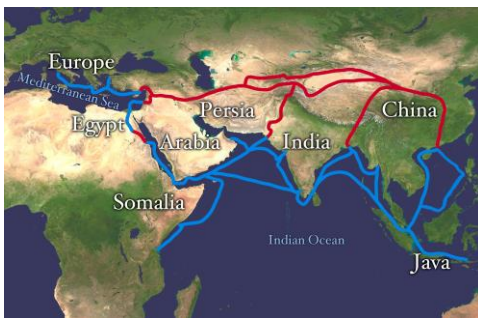 Europe
Mediterranean Sea
Egypt
Persia
China
Arabia
India
Somalia
Indian Ocean
Java